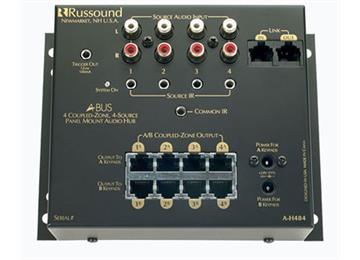 Russound
NEWMARKET, NH U.S.A.
SOURCE AUDIO INPUT
L
R
LINK
IN
OUT
TRIGGER OUT
12VDC
100MA
1 2 3 4
SYSTEM ON
SOURCE IR
A-BUS
COMMON IR
4 COUPLED-ZONE, 4-SOURCE
PANEL MOUNT AUDIO HUB
A/B COUPLED-ZONE OUTPUT
OUTPUT TO
A KEYPADS
OUTPUT TO
B KEYPADS
POWER FOR
A KEYPADS
POWER FOR
B KEYPADS
SERIAL#
A-H484